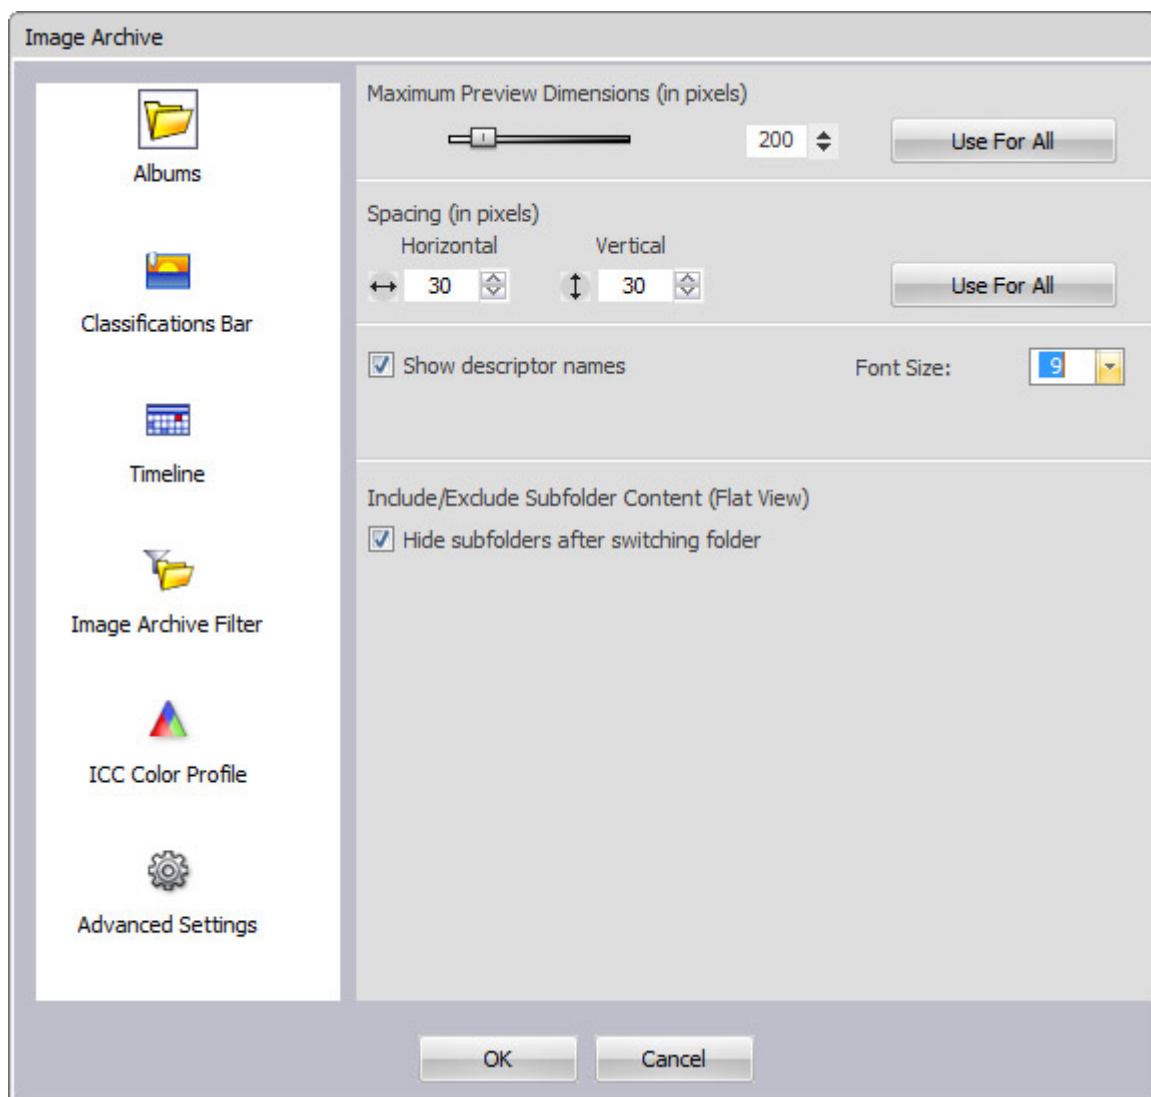 Image Archive
Albums
Classifications Bar
Timeline
Image Archive Filter
ICC Color Profile
Advanced Settings
Maximum Preview Dimensions (in pixels)
200 Use For All
Spacing (in pixels)
Horizontal Vertical
30 30 Use For All
Show descriptor names Font Size: 9
Include/Exclude Subfolder Content (Flat View)
Hide subfolders after switching folder
OK Cancel